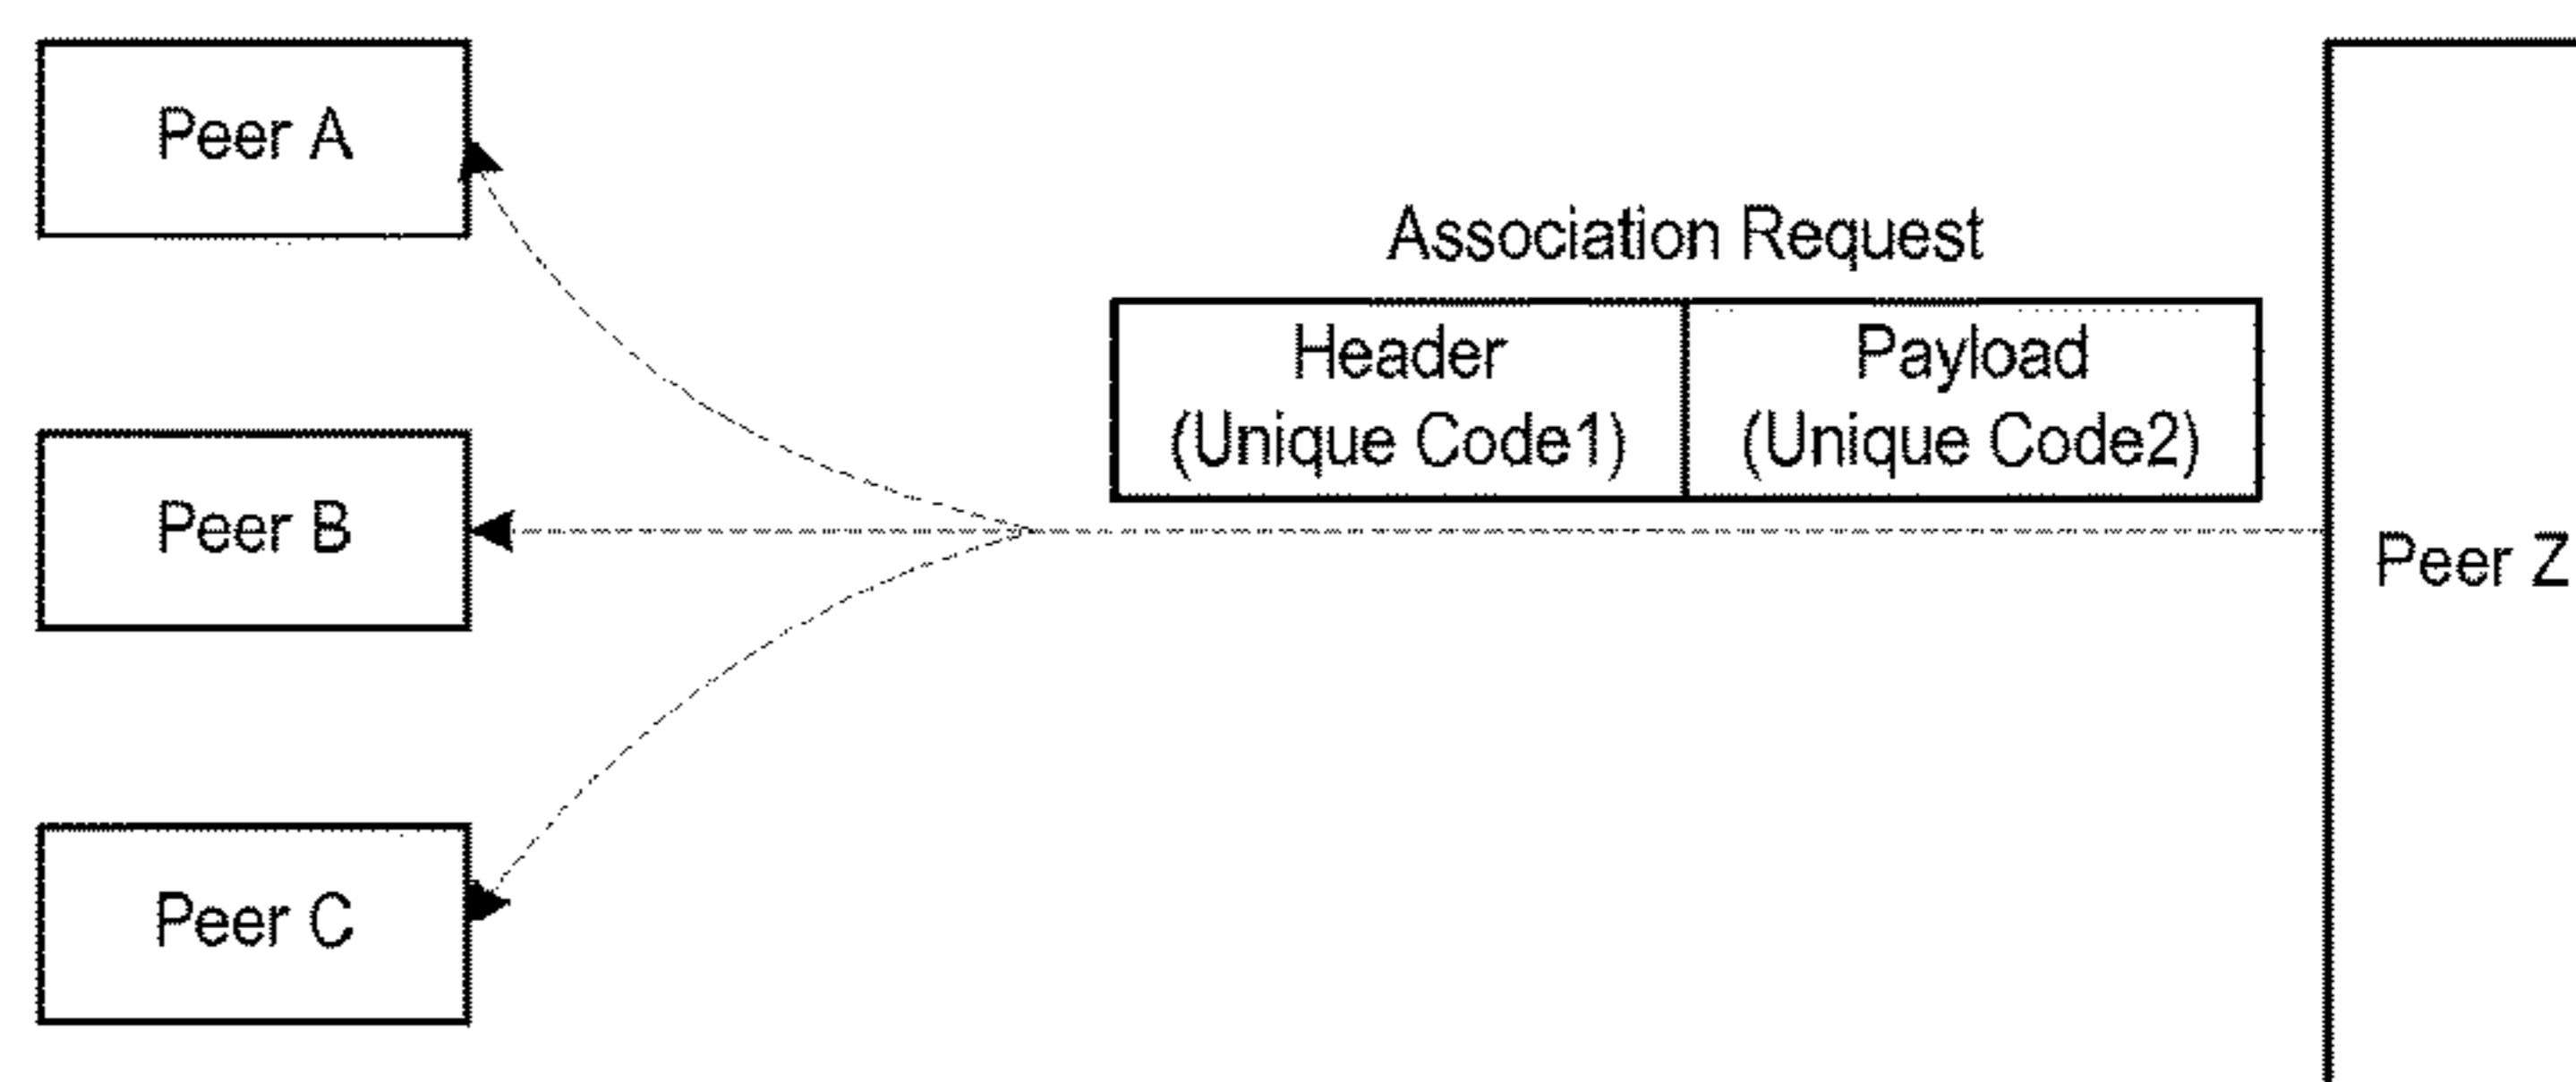 Peer A
Association Request
Header
(Unique Code1)
Payload
(Unique Code2)
Peer B
Peer Z
Peer C